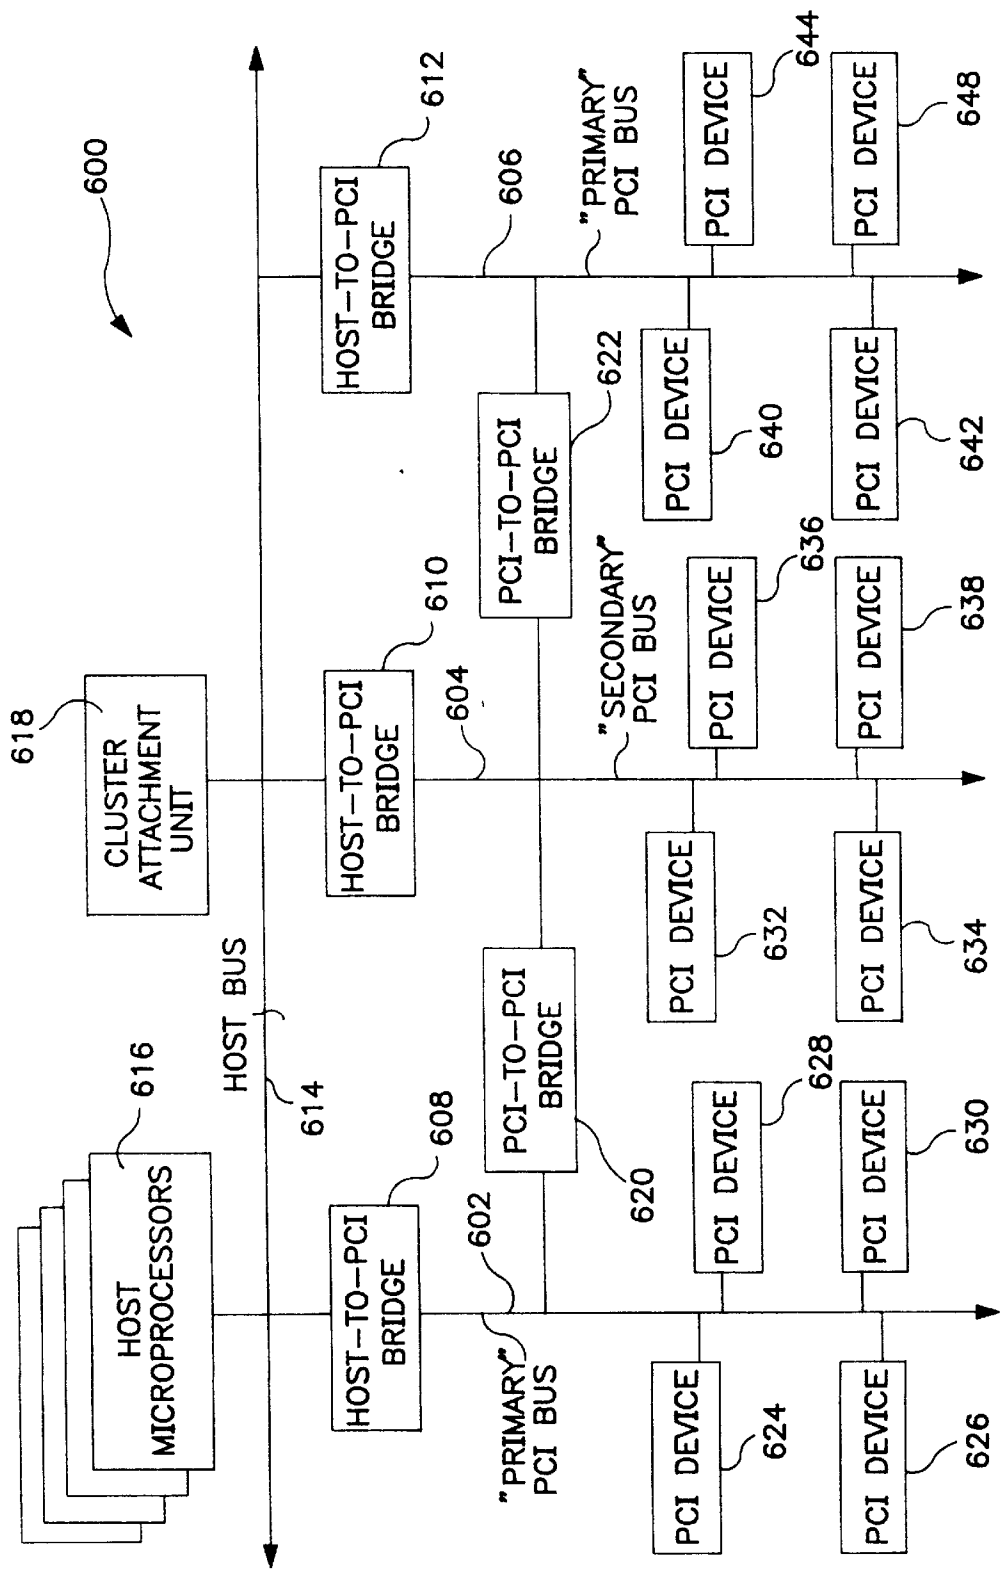 600
618
616
HOST
MICROPROCESSORS
CLUSTER
ATTACHMENT
UNIT
HOST BUS
614
608
HOST-TO-PCI
BRIDGE
610
HOST-TO-PCI
BRIDGE
612
HOST-TO-PCI
BRIDGE
602
604
606
"PRIMARY"
PCI BUS
PCI-TO-PCI
BRIDGE
620
PCI-TO-PCI
BRIDGE
622
"SECONDARY"
PCI BUS
"PRIMARY"
PCI BUS
PCI DEVICE
624
PCI DEVICE
628
PCI DEVICE
632
PCI DEVICE
636
PCI DEVICE
640
PCI DEVICE
644
PCI DEVICE
626
PCI DEVICE
630
PCI DEVICE
634
PCI DEVICE
638
PCI DEVICE
642
PCI DEVICE
648